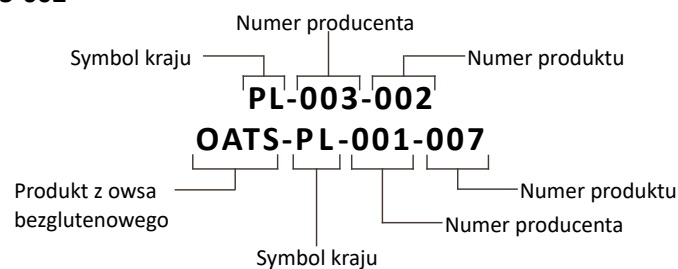 Numer producenta
Symbol kraju
Numer produktu
PL-003-002
OATS-PL-001-007
Produkt z owsa
bezglutenowego
Numer produktu
Numer producenta
Symbol kraju